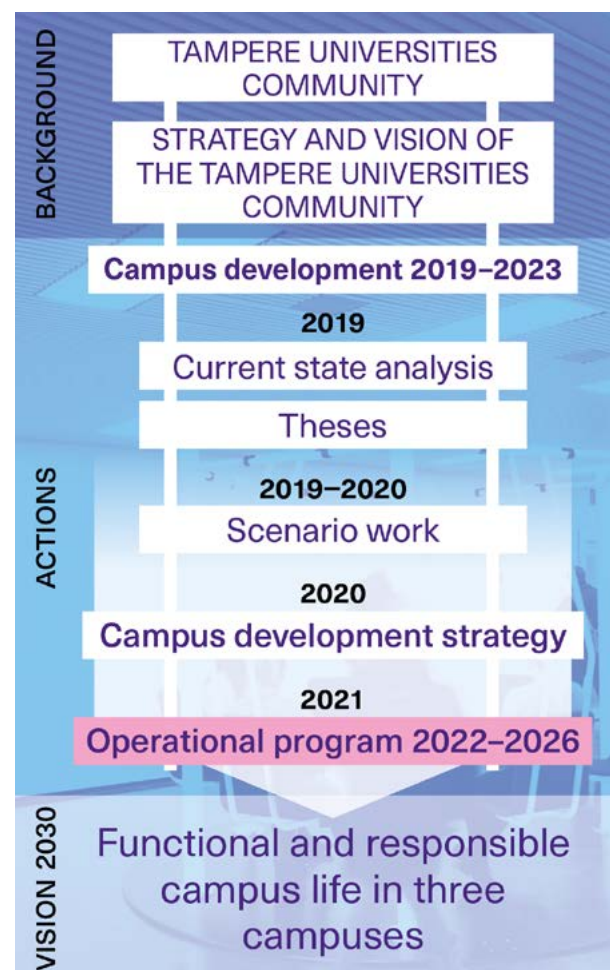 BACKGROUND
TAMPERE UNIVERSITIES
COMMUNITY
STRATEGY AND VISION OF
THE TAMPERE UNIVERSITIES
COMMUNITY
ACTIONS
Campus development 2019–2023
2019
Current state analysis
Theses
2019–2020
Scenario work
2020
Campus development strategy
2021
Operational program 2022–2026
VISION 2030
Functional and responsible
campus life in three
campuses